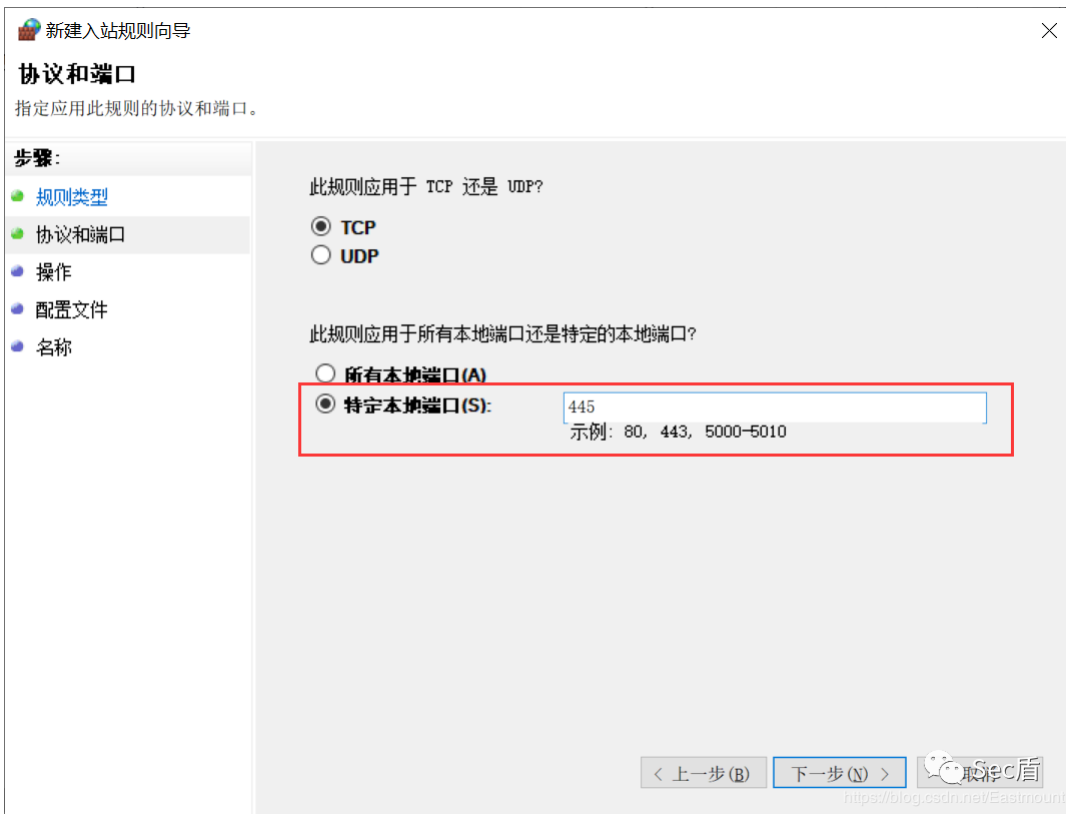 新建入站规则向导
协议和端口
指定应用此规则的协议和端口。
步骤:
规则类型
协议和端口
操作
配置文件
名称
此规则应用于 TCP 还是 UDP?
TCP
UDP
此规则应用于所有本地端口还是特定的本地端口?
所有本地端口(A)
特定本地端口(S):
445
示例: 80, 443, 5000-5010
< 上一步(B)
下一步(N) >
取消
Sec盾
https://blog.csdn.net/Eastmount